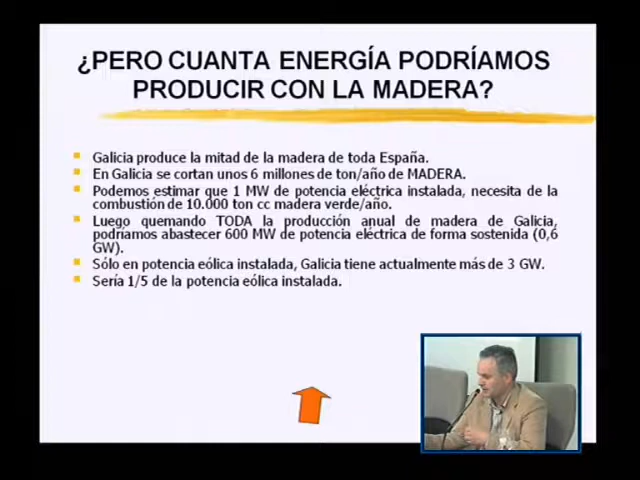 ¿PERO CUANTA ENERGÍA PODRÍAMOS
PRODUCIR CON LA MADERA?
Galicia produce la mitad de la madera de toda España.
En Galicia se cortan unos 6 millones de ton/año de MADERA.
Podemos estimar que 1 MW de potencia eléctrica instalada, necesita de la
combustión de 10.000 ton cc madera verde/año.
Luego quemando TODA la producción anual de madera de Galicia,
podríamos abastecer 600 MW de potencia eléctrica de forma sostenida (0,6
GW).
Sólo en potencia eólica instalada, Galicia tiene actualmente más de 3 GW.
Sería 1/5 de la potencia eólica instalada.